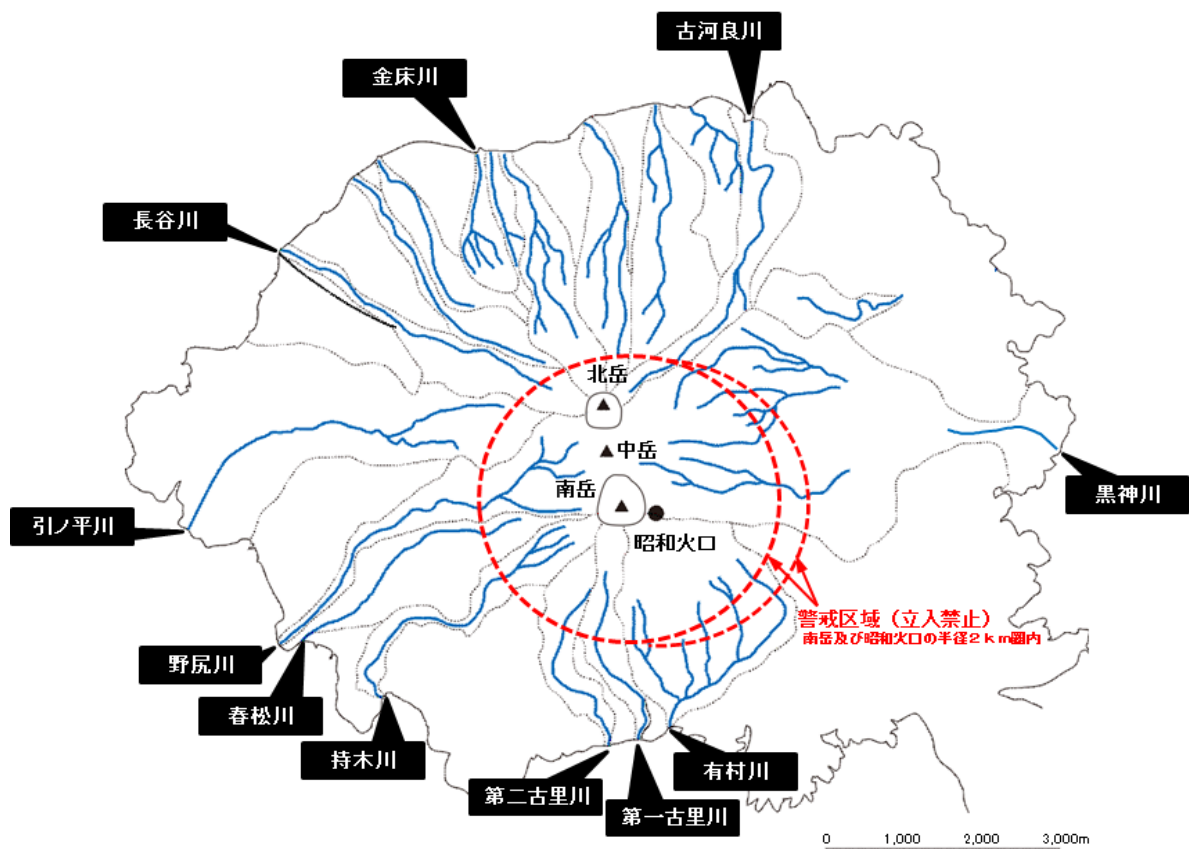 古河良川
金床川
長谷川
北岳
中岳
南岳
昭和火口
黒神川
引ノ平川
警戒区域（立入禁止）
南岳及び昭和火口の半径２ｋｍ圏内
野尻川
春松川
持木川
有村川
第二古里川
第一古里川
0 1,000 2,000 3,000m